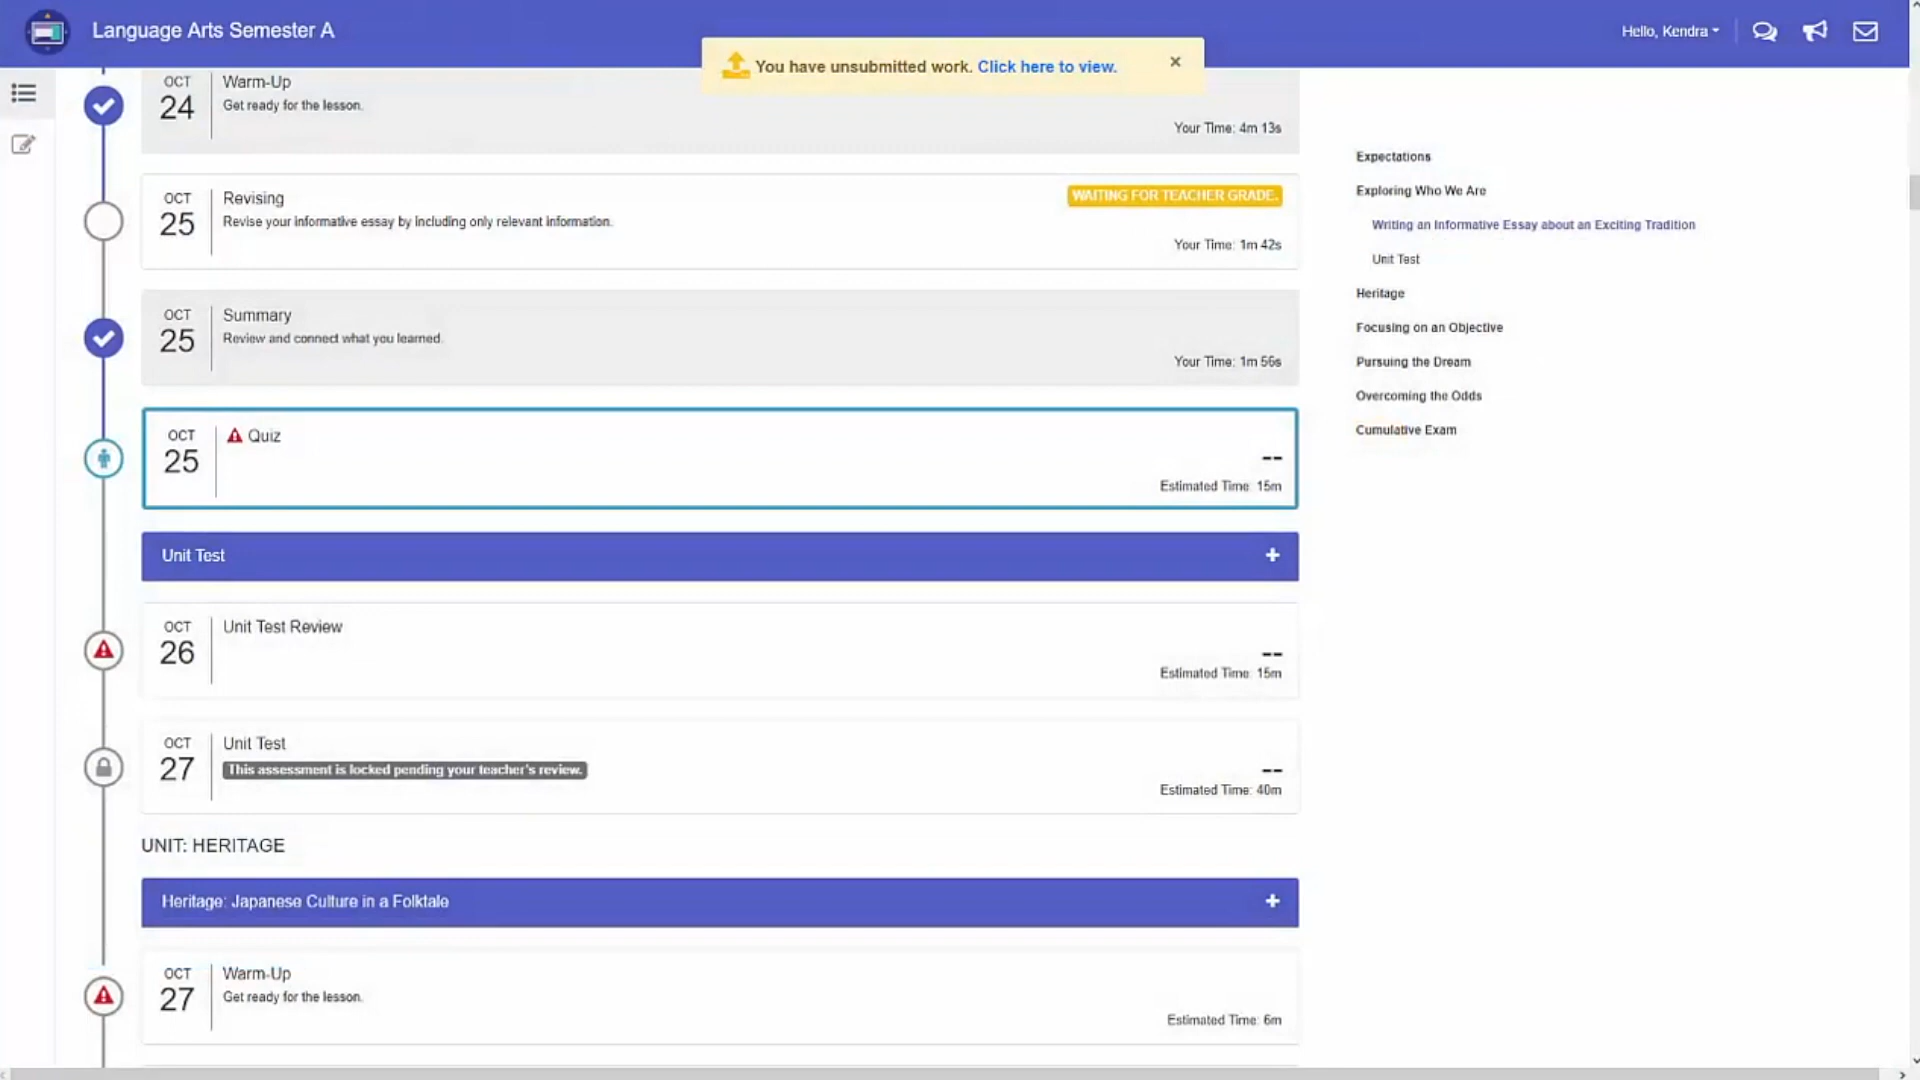 Language Arts Semester A
Hello, Kendra
You have unsubmitted work. Click here to view.
×
OCT
24
Warm-Up
Get ready for the lesson.
Your Time: 4m 13s
OCT
25
Revising
Revise your informative essay by including only relevant information.
WAITING FOR TEACHER GRADE.
Your Time: 1m 42s
OCT
25
Summary
Review and connect what you learned.
Your Time: 1m 56s
OCT
25
Quiz
--
Estimated Time: 15m
Unit Test
+
OCT
26
Unit Test Review
--
Estimated Time: 15m
OCT
27
Unit Test
This assessment is locked pending your teacher's review.
--
Estimated Time: 40m
UNIT: HERITAGE
Heritage: Japanese Culture in a Folktale
+
OCT
27
Warm-Up
Get ready for the lesson.
Estimated Time: 6m
Expectations
Exploring Who We Are
Writing an Informative Essay about an Exciting Tradition
Unit Test
Heritage
Focusing on an Objective
Pursuing the Dream
Overcoming the Odds
Cumulative Exam